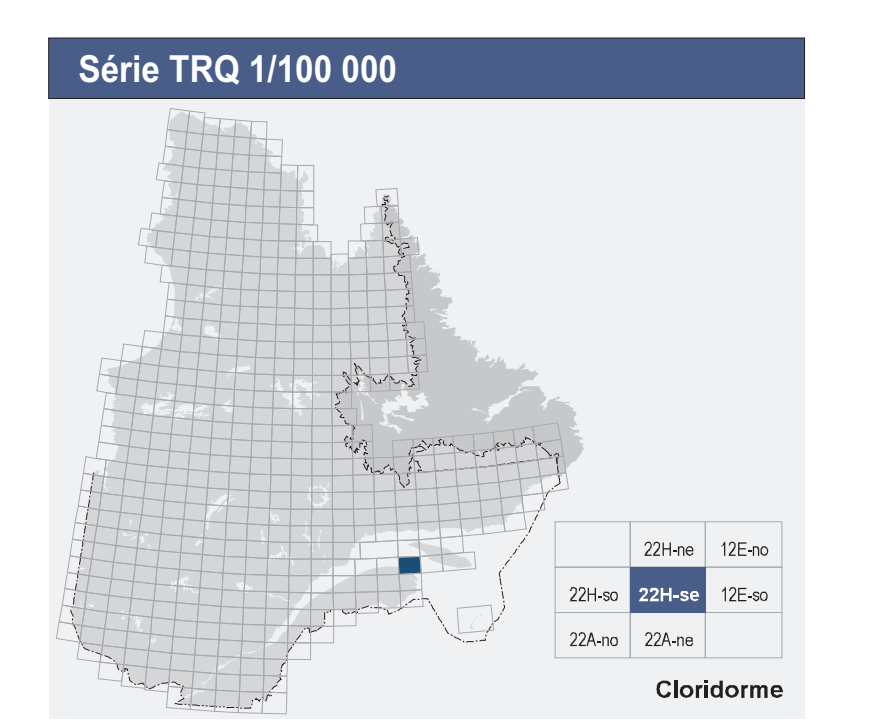 Série TRQ 1/100 000
22H-ne 12E-no
22H-so 22H-se 12E-so
22A-no 22A-ne
Cloridorme